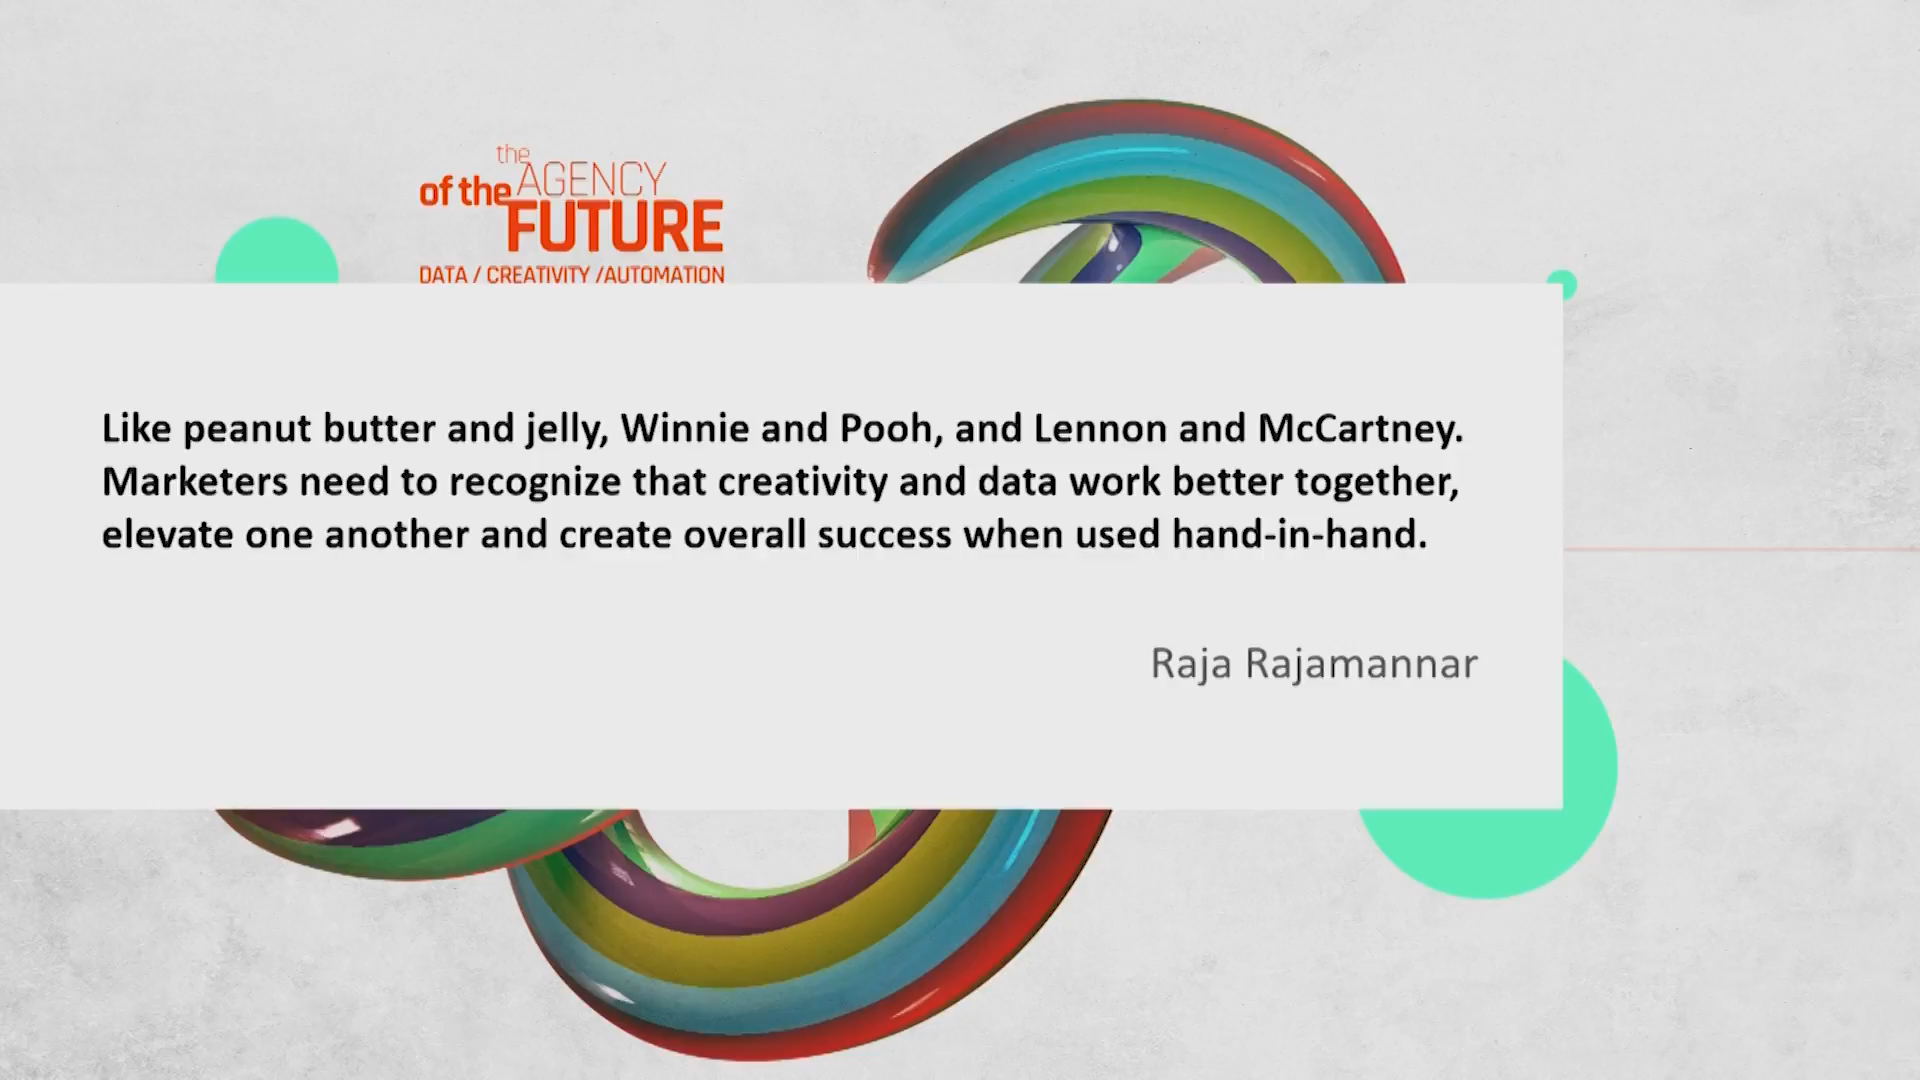 the
AGENCY
of the
FUTURE
DATA / CREATIVITY /AUTOMATION
Like peanut butter and jelly, Winnie and Pooh, and Lennon and McCartney.
Marketers need to recognize that creativity and data work better together,
elevate one another and create overall success when used hand-in-hand.
Raja Rajamannar